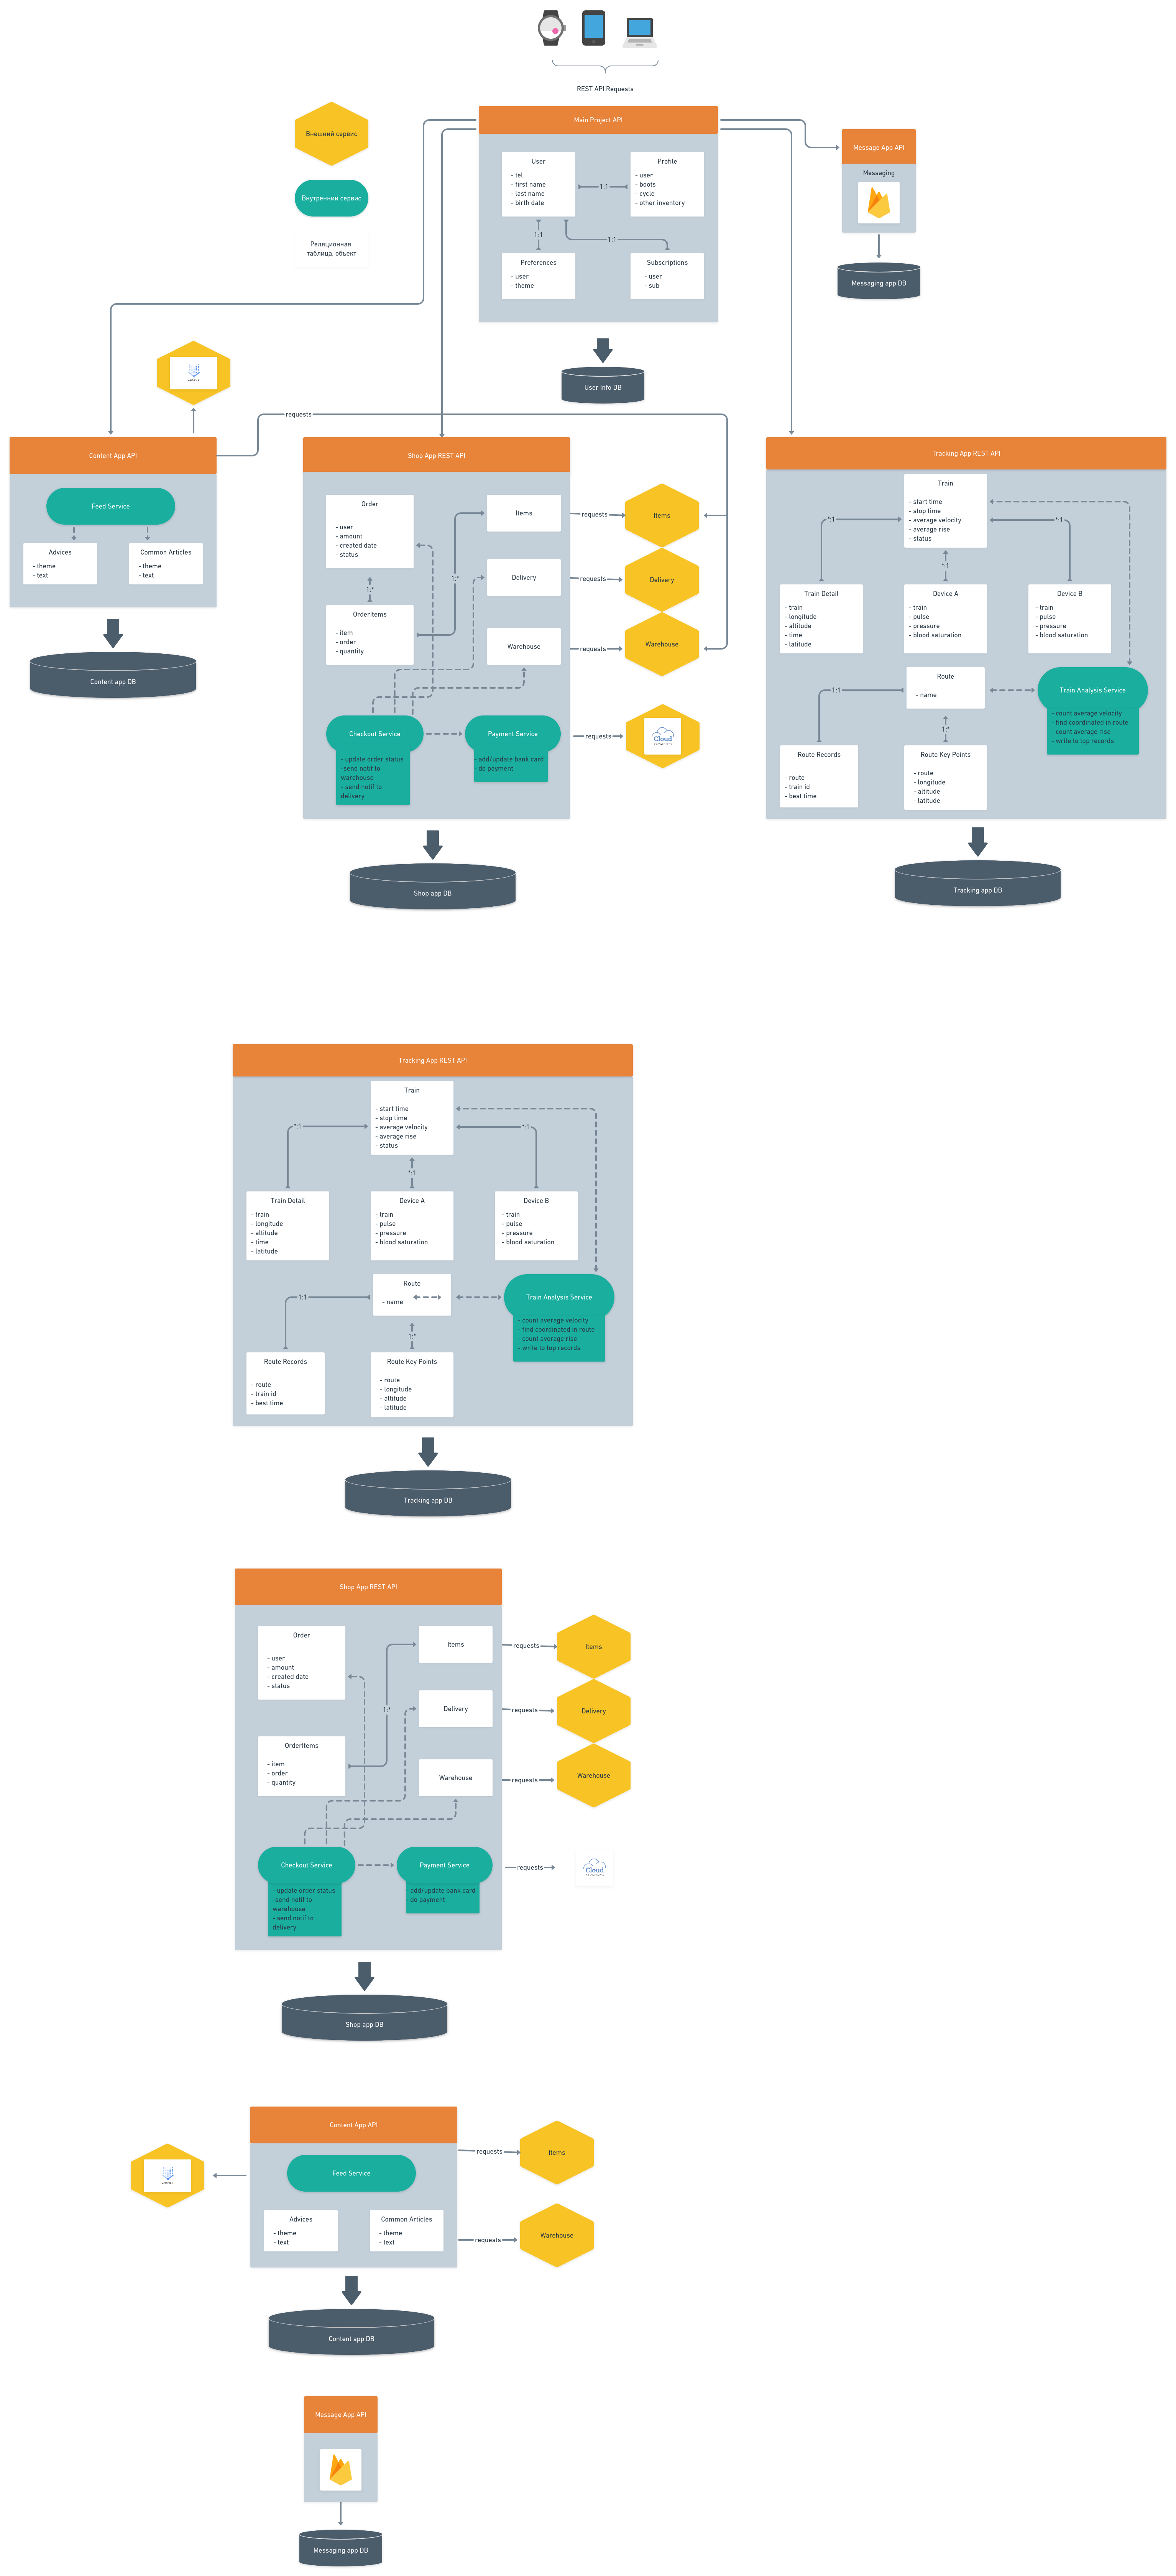 REST API Requests
Внешний сервис
Внутренний сервис
Реляционная
таблица, объект
Main Project API
User
- tel
- first name
- last name
- birth date
1:1
Profile
- user
- boots
- cycle
- other inventory
1:1
1:1
Preferences
- user
- theme
Subscriptions
- user
- sub
User Info DB
Message App API
Messaging
Messaging app DB
requests
Content App API
Feed Service
Advices
- theme
- text
Common Articles
- theme
- text
Content app DB
Shop App REST API
Order
- user
- amount
- created date
- status
1:*
OrderItems
- item
- order
- quantity
1:*
Items
Delivery
Warehouse
Checkout Service
- update order status
-send notif to
warehouse
- send notif to
delivery
Payment Service
- add/update bank card
- do payment
requests
Items
requests
Delivery
requests
Warehouse
requests
Cloud
Shop app DB
Tracking App REST API
Train
- start time
- stop time
- average velocity
- average rise
- status
*:1
*:1
*:1
Train Detail
- train
- longitude
- altitude
- time
- latitude
Device A
- train
- pulse
- pressure
- blood saturation
Device B
- train
- pulse
- pressure
- blood saturation
1:1
Route
- name
Train Analysis Service
- count average velocity
- find coordinated in route
- count average rise
- write to top records
1:*
Route Records
- route
- train id
- best time
Route Key Points
- route
- longitude
- altitude
- latitude
Tracking app DB
Tracking App REST API
Train
- start time
- stop time
- average velocity
- average rise
- status
*:1
*:1
*:1
Train Detail
- train
- longitude
- altitude
- time
- latitude
Device A
- train
- pulse
- pressure
- blood saturation
Device B
- train
- pulse
- pressure
- blood saturation
1:1
Route
- name
Train Analysis Service
- count average velocity
- find coordinated in route
- count average rise
- write to top records
1:*
Route Records
- route
- train id
- best time
Route Key Points
- route
- longitude
- altitude
- latitude
Tracking app DB
Shop App REST API
Order
- user
- amount
- created date
- status
OrderItems
- item
- order
- quantity
1:*
Items
Delivery
Warehouse
Checkout Service
- update order status
-send notif to
warehouse
- send notif to
delivery
Payment Service
- add/update bank card
- do payment
requests
Items
requests
Delivery
requests
Warehouse
requests
Cloud
Shop app DB
Content App API
Feed Service
Advices
- theme
- text
Common Articles
- theme
- text
requests
Items
requests
Warehouse
Content app DB
Message App API
Messaging app DB